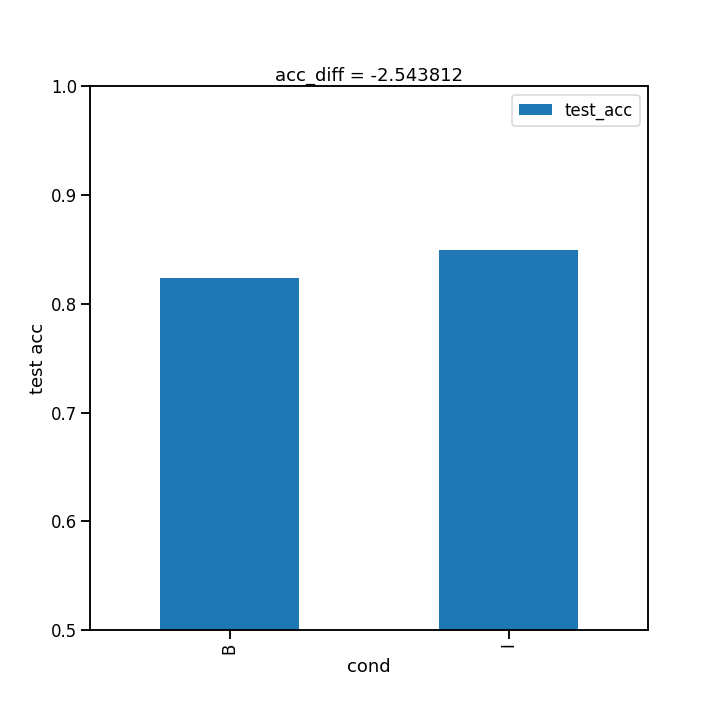 acc_diff = -2.543812
test_acc
1.0
0.9
0.8
0.7
0.6
0.5
test acc
B
I
cond